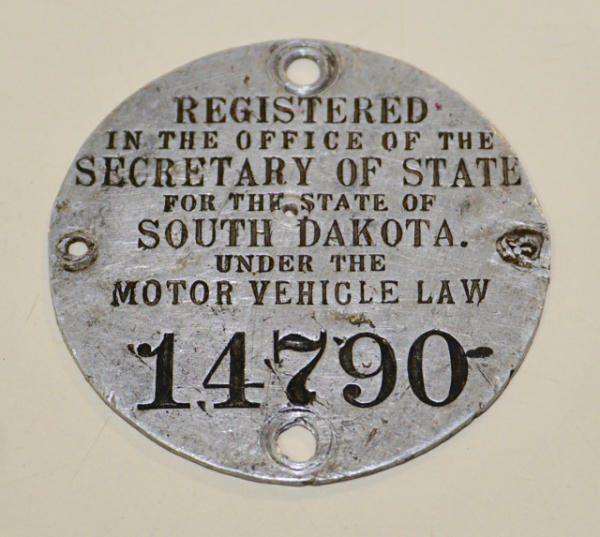 REGISTERED
IN THE OFFICE OF THE
SECRETARY OF STATE
FOR THE STATE OF
SOUTH DAKOTA.
UNDER THE
MOTOR VEHICLE LAW
14790